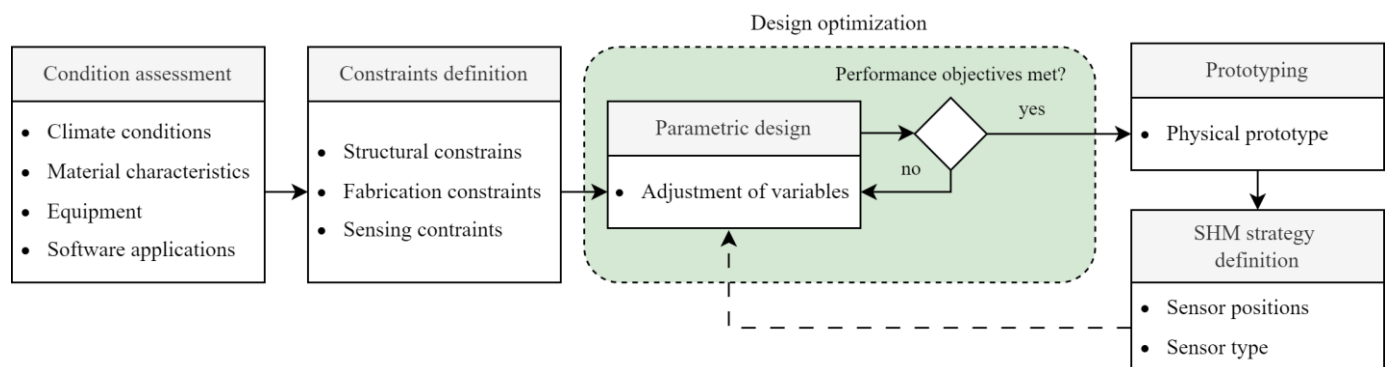 Design optimization
Condition assessment
• Climate conditions
• Material characteristics
• Equipment
• Software applications
Constraints definition
• Structural constrains
• Fabrication constraints
• Sensing contraints
Performance objectives met?
Parametric design
• Adjustment of variables
yes
no
Prototyping
• Physical prototype
SHM strategy
definition
• Sensor positions
• Sensor type